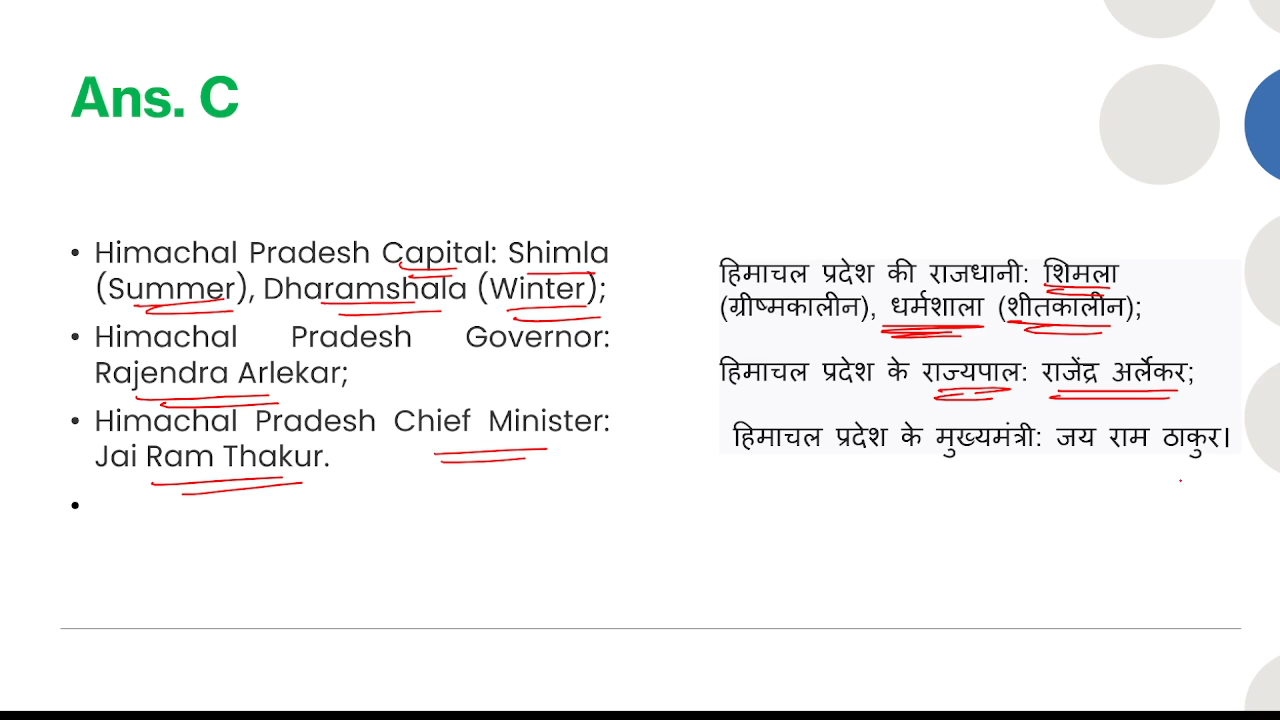 Ans. C
• Himachal Pradesh Capital: Shimla
(Summer), Dharamshala (Winter);
• Himachal Pradesh Governor:
Rajendra Arlekar;
• Himachal Pradesh Chief Minister:
Jai Ram Thakur.
•
हिमाचल प्रदेश की राजधानी: शिमला
(ग्रीष्मकालीन), धर्मशाला (शीतकालीन);
हिमाचल प्रदेश के राज्यपाल: राजेंद्र अर्लेकर;
हिमाचल प्रदेश के मुख्यमंत्री: जय राम ठाकुर।